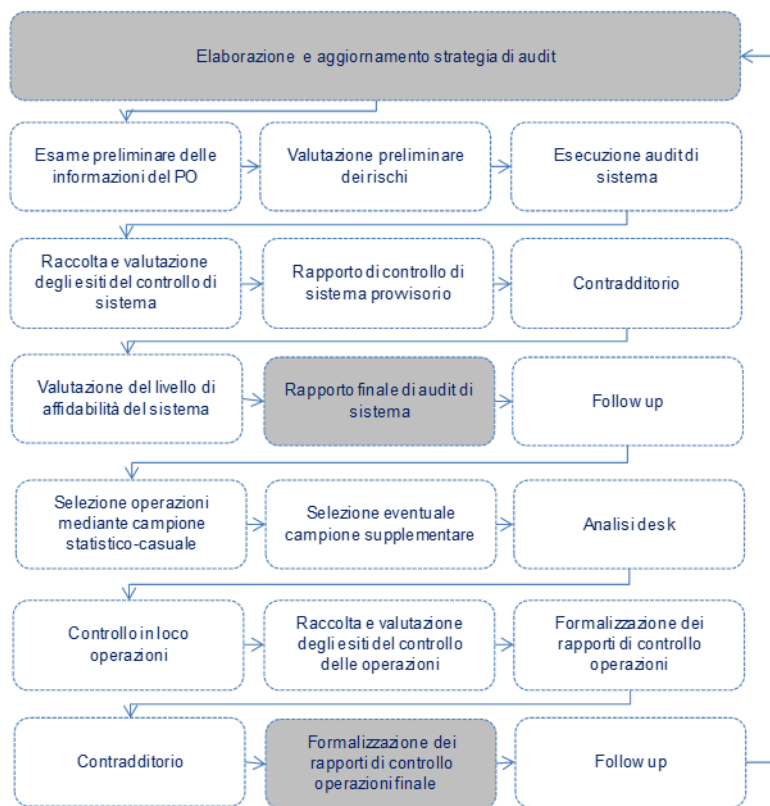 Elaborazione e aggiornamento strategia di audit
Esame preliminare delle
informazioni del PO
Valutazione preliminare
dei rischi
Esecuzione audit di
sistema
Raccolta e valutazione
degli esiti del controllo di
sistema
Rapporto di controllo di
sistema provvisorio
Contradditorio
Valutazione del livello di
affidabilità del sistema
Rapporto finale di audit di
sistema
Follow up
Selezione operazioni
mediante campione
statistico-casuale
Selezione eventuale
campione supplementare
Analisi desk
Controllo in loco
operazioni
Raccolta e valutazione
degli esiti del controllo
delle operazioni
Formalizzazione dei
rapporti di controllo
operazioni
Contradditorio
Formalizzazione dei
rapporti di controllo
operazioni finale
Follow up